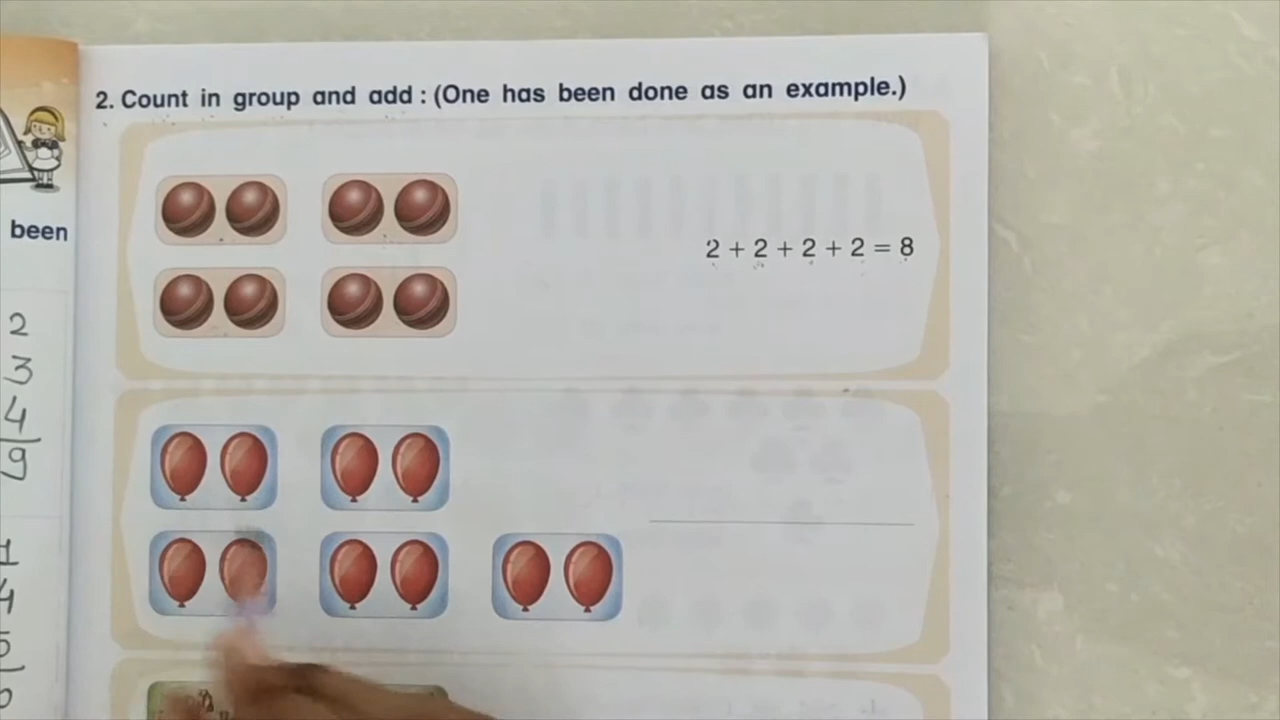 2. Count in group and add : (One has been done as an example.)
2 + 2 + 2 + 2 = 8
been
2
3
4
9
1
4
5